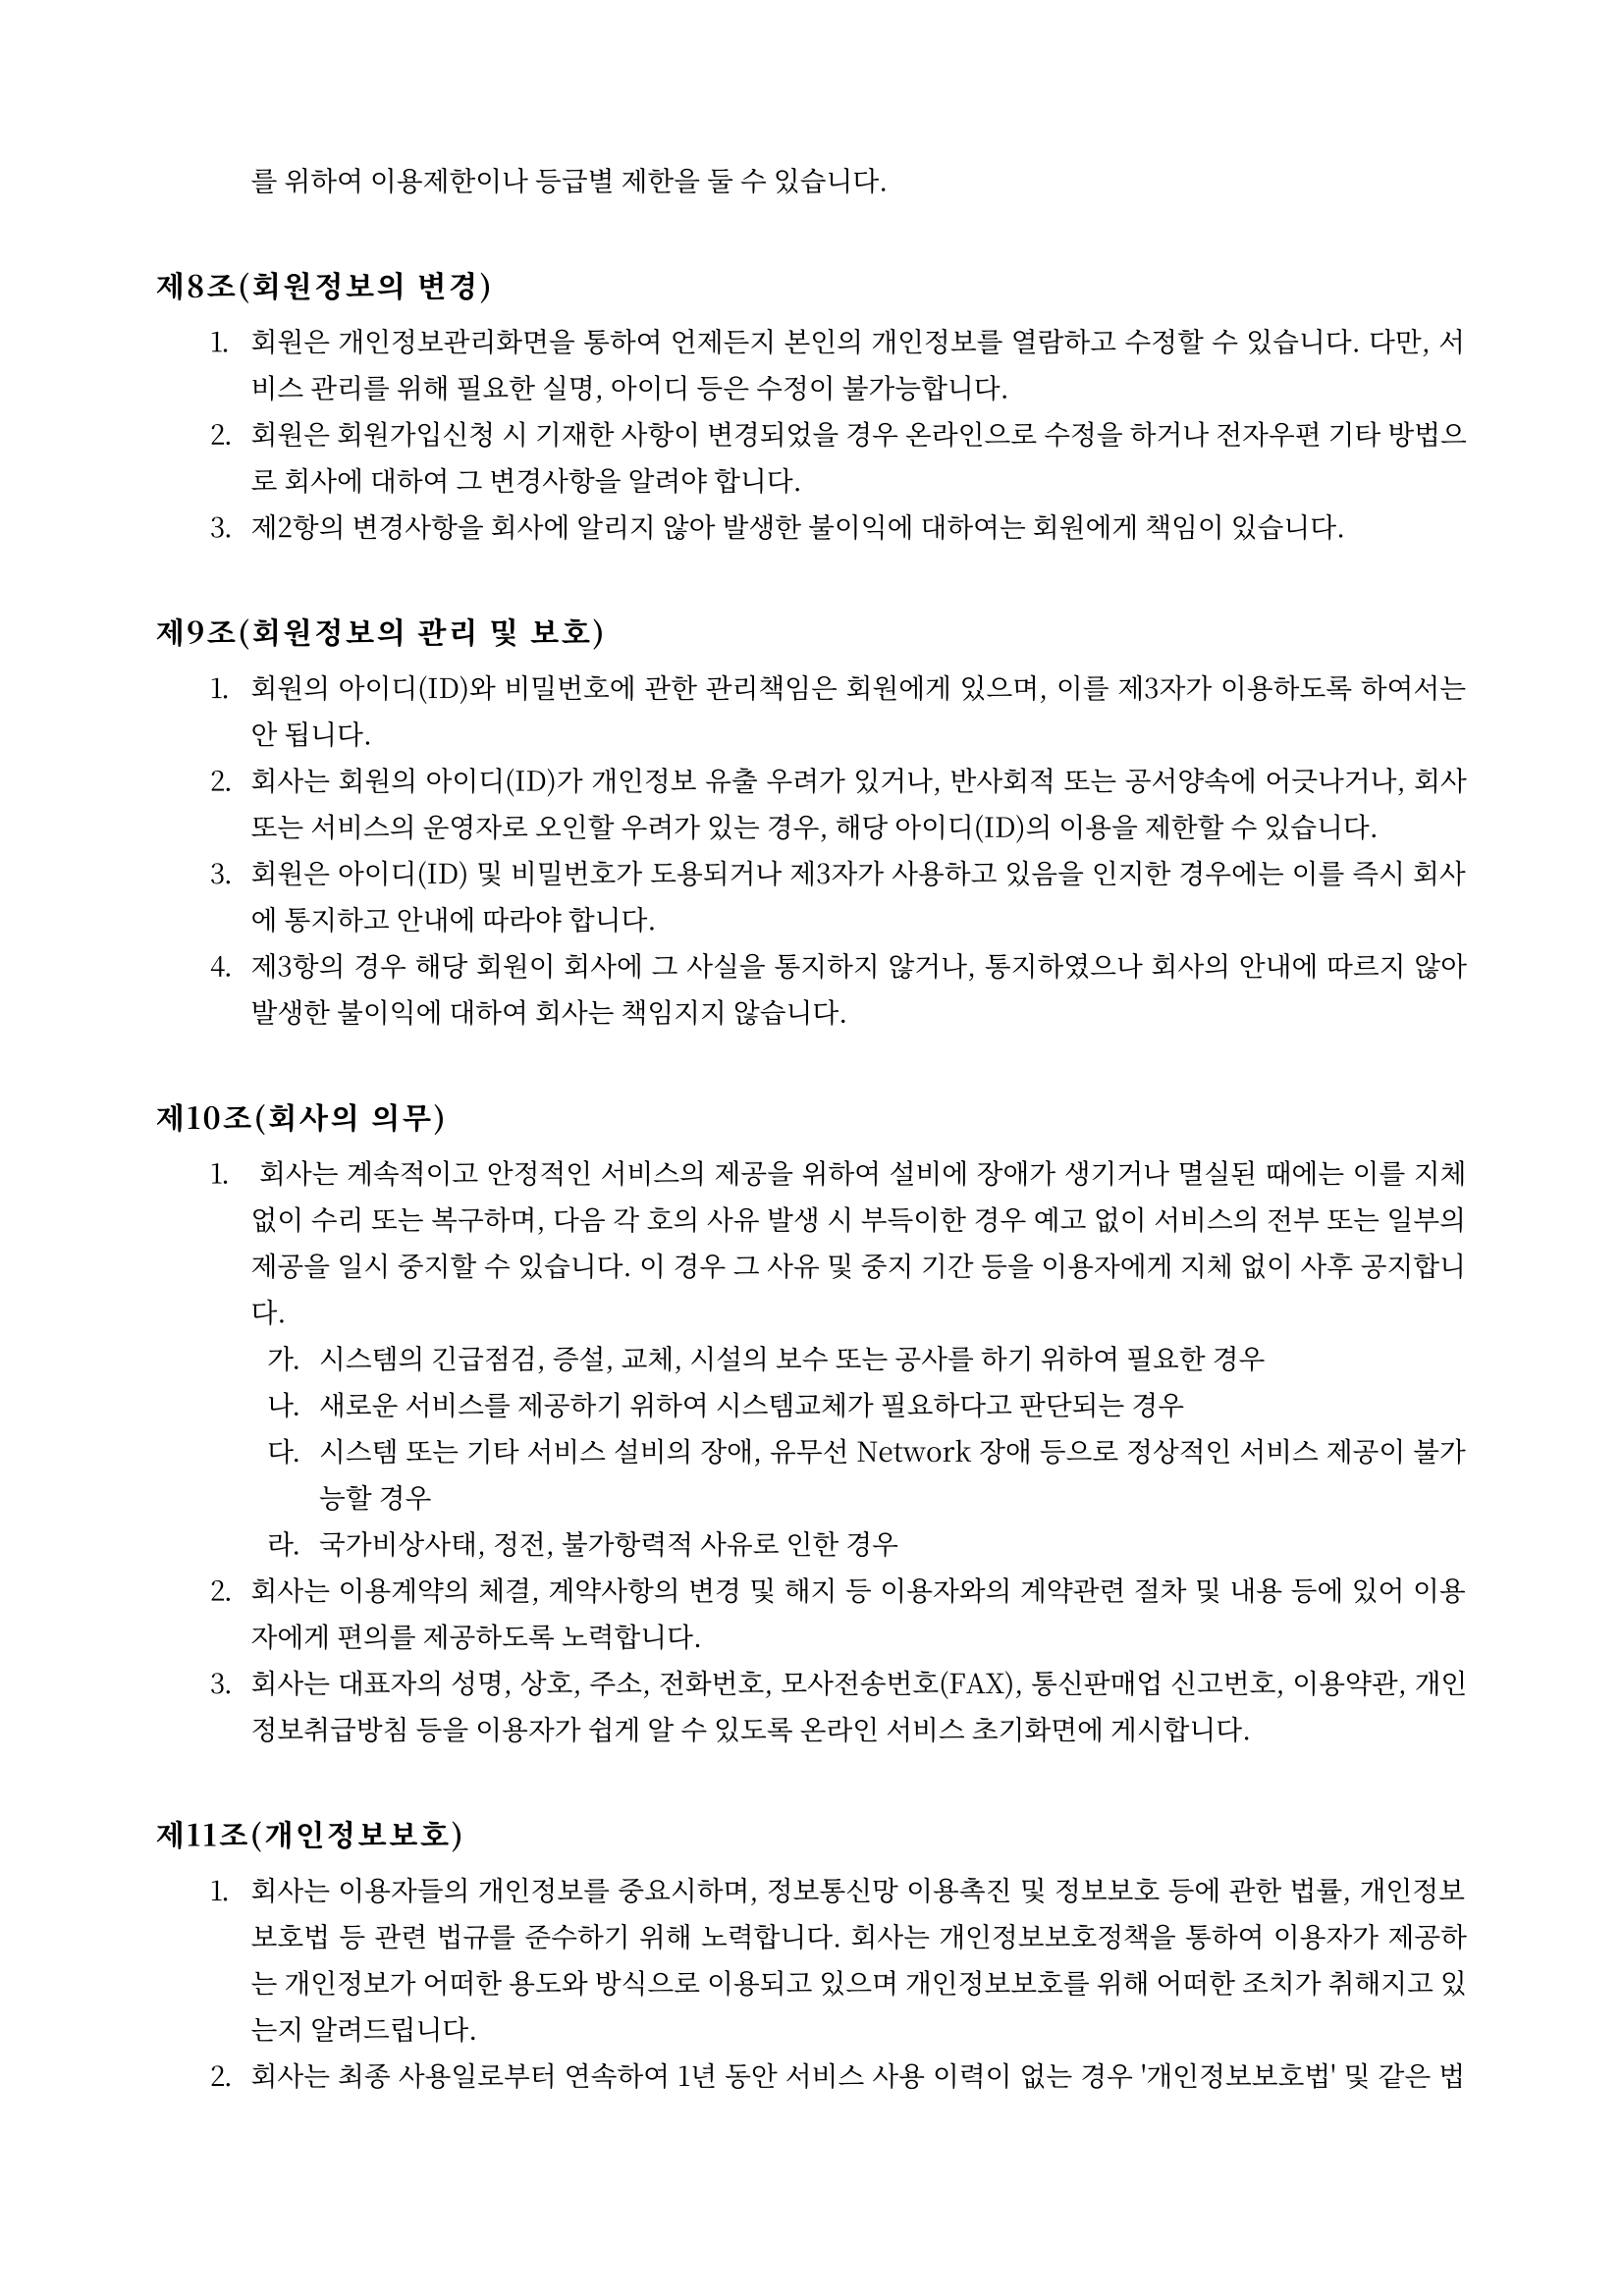 를 위하여 이용제한이나 등급별 제한을 둘 수 있습니다.
제8조(회원정보의 변경)
1. 회원은 개인정보관리화면을 통하여 언제든지 본인의 개인정보를 열람하고 수정할 수 있습니다. 다만, 서
비스 관리를 위해 필요한 실명, 아이디 등은 수정이 불가능합니다.
2. 회원은 회원가입신청 시 기재한 사항이 변경되었을 경우 온라인으로 수정을 하거나 전자우편 기타 방법으
로 회사에 대하여 그 변경사항을 알려야 합니다.
3. 제2항의 변경사항을 회사에 알리지 않아 발생한 불이익에 대하여는 회원에게 책임이 있습니다.
제9조(회원정보의 관리 및 보호)
1. 회원의 아이디(ID)와 비밀번호에 관한 관리책임은 회원에게 있으며, 이를 제3자가 이용하도록 하여서는
안 됩니다.
2. 회사는 회원의 아이디(ID)가 개인정보 유출 우려가 있거나, 반사회적 또는 공서양속에 어긋나거나, 회사
또는 서비스의 운영자로 오인할 우려가 있는 경우, 해당 아이디(ID)의 이용을 제한할 수 있습니다.
3. 회원은 아이디(ID) 및 비밀번호가 도용되거나 제3자가 사용하고 있음을 인지한 경우에는 이를 즉시 회사
에 통지하고 안내에 따라야 합니다.
4. 제3항의 경우 해당 회원이 회사에 그 사실을 통지하지 않거나, 통지하였으나 회사의 안내에 따르지 않아
발생한 불이익에 대하여 회사는 책임지지 않습니다.
제10조(회사의 의무)
1. 회사는 계속적이고 안정적인 서비스의 제공을 위하여 설비에 장애가 생기거나 멸실된 때에는 이를 지체
없이 수리 또는 복구하며, 다음 각 호의 사유 발생 시 부득이한 경우 예고 없이 서비스의 전부 또는 일부의
제공을 일시 중지할 수 있습니다. 이 경우 그 사유 및 중지 기간 등을 이용자에게 지체 없이 사후 공지합니
다.
가. 시스템의 긴급점검, 증설, 교체, 시설의 보수 또는 공사를 하기 위하여 필요한 경우
나. 새로운 서비스를 제공하기 위하여 시스템교체가 필요하다고 판단되는 경우
다. 시스템 또는 기타 서비스 설비의 장애, 유무선 Network 장애 등으로 정상적인 서비스 제공이 불가
능할 경우
라. 국가비상사태, 정전, 불가항력적 사유로 인한 경우
2. 회사는 이용계약의 체결, 계약사항의 변경 및 해지 등 이용자와의 계약관련 절차 및 내용 등에 있어 이용
자에게 편의를 제공하도록 노력합니다.
3. 회사는 대표자의 성명, 상호, 주소, 전화번호, 모사전송번호(FAX), 통신판매업 신고번호, 이용약관, 개인
정보취급방침 등을 이용자가 쉽게 알 수 있도록 온라인 서비스 초기화면에 게시합니다.
제11조(개인정보보호)
1. 회사는 이용자들의 개인정보를 중요시하며, 정보통신망 이용촉진 및 정보보호 등에 관한 법률, 개인정보
보호법 등 관련 법규를 준수하기 위해 노력합니다. 회사는 개인정보보호정책을 통하여 이용자가 제공하
는 개인정보가 어떠한 용도와 방식으로 이용되고 있으며 개인정보보호를 위해 어떠한 조치가 취해지고 있
는지 알려드립니다.
2. 회사는 최종 사용일로부터 연속하여 1년 동안 서비스 사용 이력이 없는 경우 '개인정보보호법' 및 같은 법